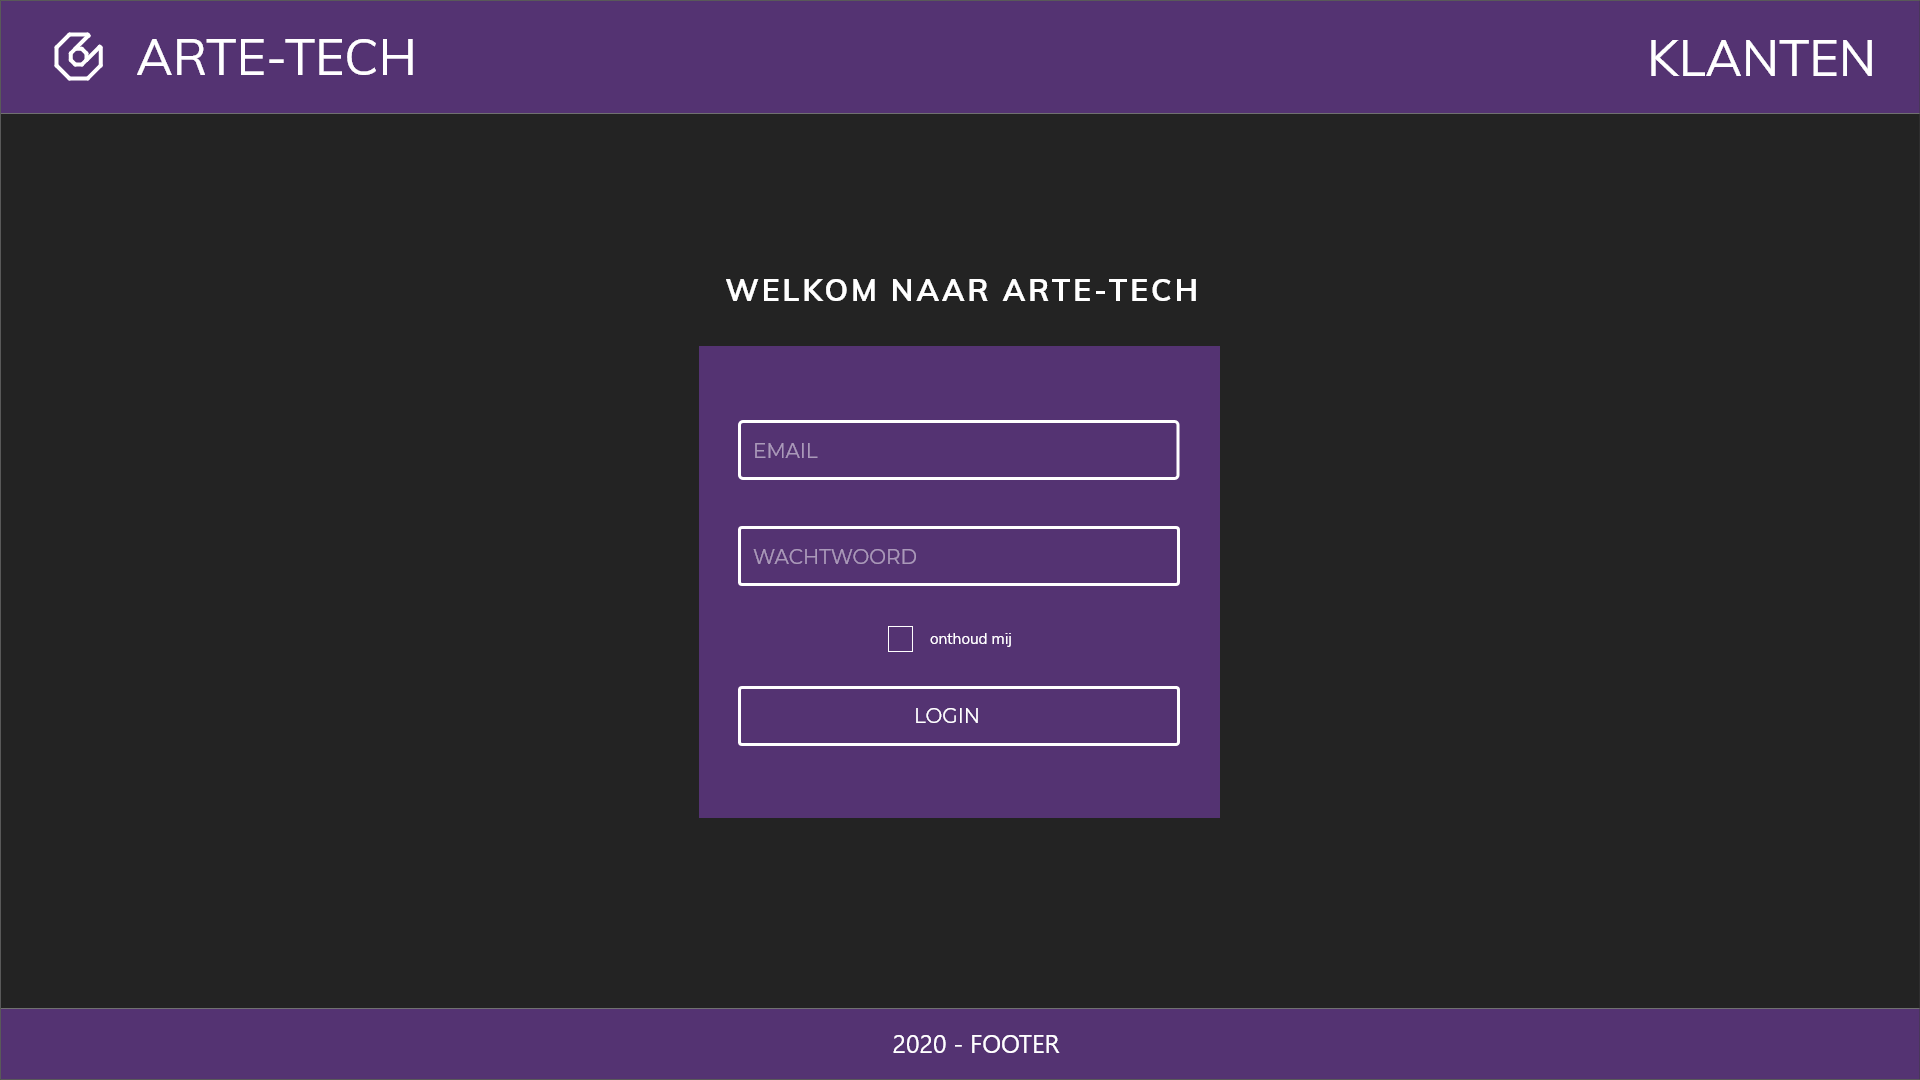 ARTE-TECH
KLANTEN
WELKOM NAAR ARTE-TECH
EMAIL
WACHTWOORD
onthoud mij
LOGIN
2020 - FOOTER